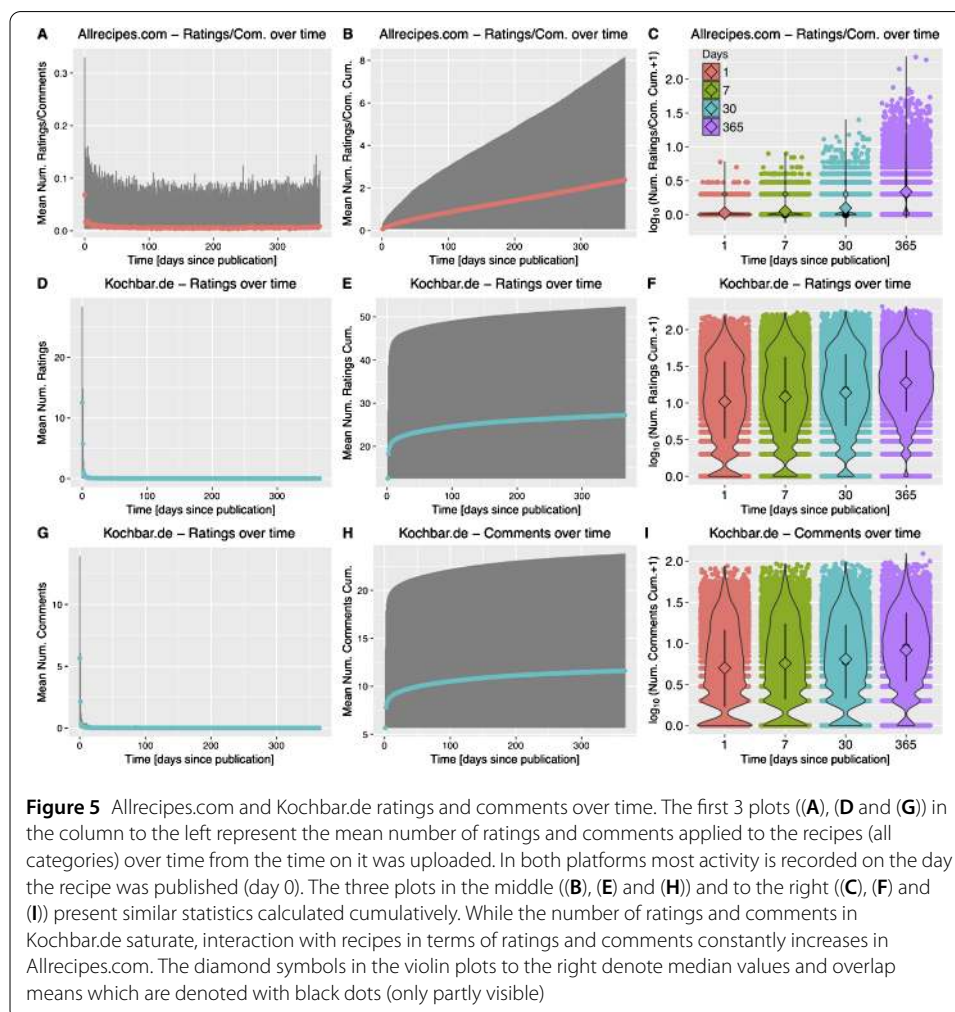 A
Allrecipes.com − Ratings/Com. over time
Mean Num. Ratings/Comments
0.3
0.2
0.1
0.0
0
100
200
300
Time [days since publication]
B
Allrecipes.com − Ratings/Com. over time
Mean Num. Ratings/Com. Cum.
8
6
4
2
0
0
100
200
300
Time [days since publication]
C
Allrecipes.com − Ratings/Com. over time
log10 (Num. Ratings/Com. Cum.+1)
2.0
1.5
1.0
0.5
0.0
Days
1
7
30
365
1
7
30
365
Time [days since publication]
D
Kochbar.de − Ratings over time
Mean Num. Ratings
20
10
0
0
100
200
300
Time [days since publication]
E
Kochbar.de − Ratings over time
Mean Num. Ratings Cum.
50
40
30
20
0
100
200
300
Time [days since publication]
F
Kochbar.de − Ratings over time
log10 (Num. Ratings Cum.+1)
2.0
1.5
1.0
0.5
0.0
1
7
30
365
Time [days since publication]
G
Kochbar.de − Ratings over time
Mean Num. Comments
10
5
0
0
100
200
300
Time [days since publication]
H
Kochbar.de − Comments over time
Mean Num. Comments Cum.
20
15
10
5
0
100
200
300
Time [days since publication]
I
Kochbar.de − Comments over time
log10 (Num. Comments Cum.+1)
2.0
1.5
1.0
0.5
0.0
1
7
30
365
Time [days since publication]
Figure 5 Allrecipes.com and Kochbar.de ratings and comments over time. The first 3 plots ((A), (D and (G)) in
the column to the left represent the mean number of ratings and comments applied to the recipes (all
categories) over time from the time on it was uploaded. In both platforms most activity is recorded on the day
the recipe was published (day 0). The three plots in the middle ((B), (E) and (H)) and to the right ((C), (F) and
(I)) present similar statistics calculated cumulatively. While the number of ratings and comments in
Kochbar.de saturate, interaction with recipes in terms of ratings and comments constantly increases in
Allrecipes.com. The diamond symbols in the violin plots to the right denote median values and overlap
means which are denoted with black dots (only partly visible)